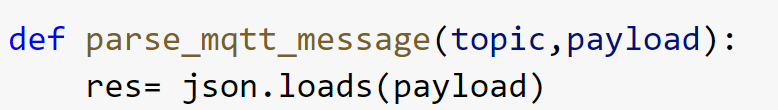 def parse_mqtt_message(topic,payload):
    res= json.loads(payload)